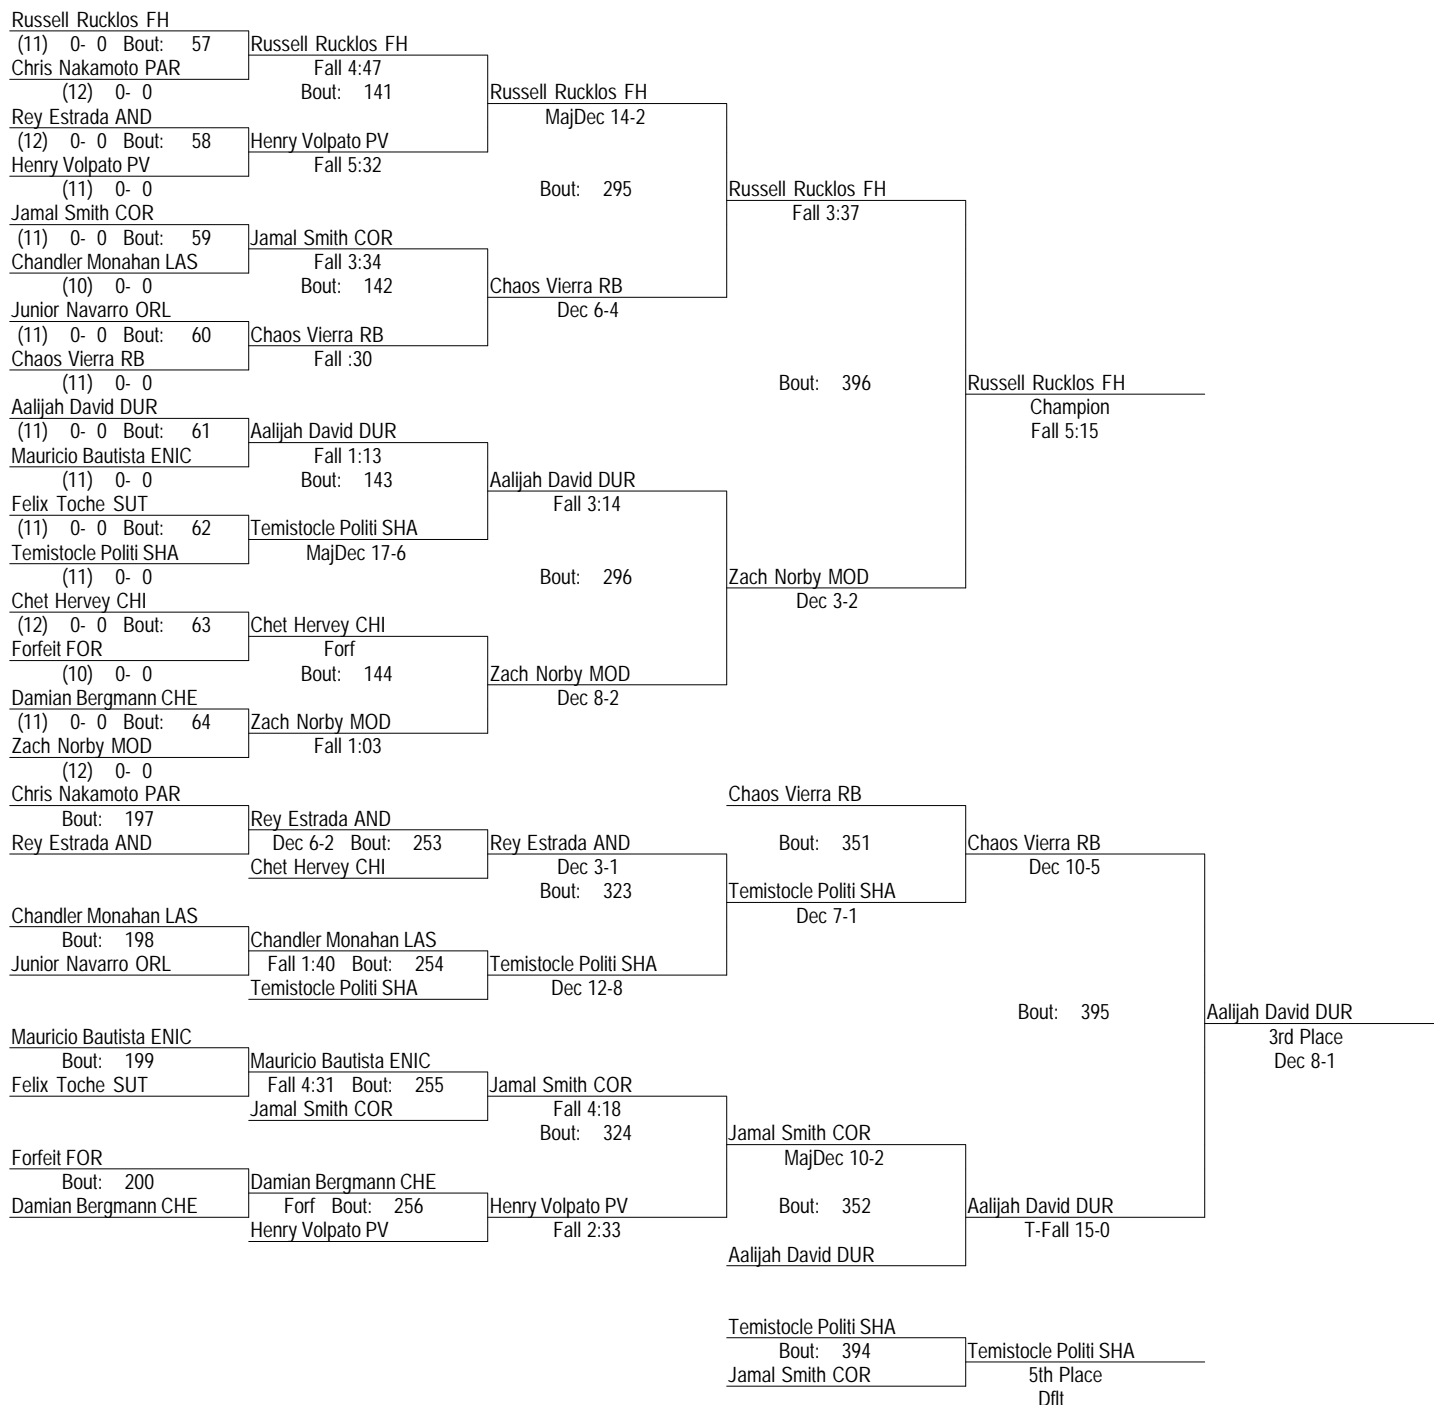 Russell Rucklos FH
(11) 0- 0 Bout: 57 Russell Rucklos FH
Chris Nakamoto PAR Fall 4:47
(12) 0- 0 Bout: 141 Russell Rucklos FH
Rey Estrada AND MajDec 14-2
(12) 0- 0 Bout: 58 Henry Volpato PV
Henry Volpato PV Fall 5:32
(11) 0- 0 Bout: 295 Russell Rucklos FH
Jamal Smith COR Fall 3:37
(11) 0- 0 Bout: 59 Jamal Smith COR
Chandler Monahan LAS Fall 3:34
(10) 0- 0 Bout: 142 Chaos Vierra RB
Junior Navarro ORL Dec 6-4
(11) 0- 0 Bout: 60 Chaos Vierra RB
Chaos Vierra RB Fall :30
(11) 0- 0 Bout: 396 Russell Rucklos FH
Aalijah David DUR Champion
(11) 0- 0 Bout: 61 Aalijah David DUR Fall 5:15
Mauricio Bautista ENIC Fall 1:13
(11) 0- 0 Bout: 143 Aalijah David DUR
Felix Toche SUT Fall 3:14
(11) 0- 0 Bout: 62 Temistocle Politi SHA
Temistocle Politi SHA MajDec 17-6
(11) 0- 0 Bout: 296 Zach Norby MOD
Chet Hervey CHI Dec 3-2
(12) 0- 0 Bout: 63 Chet Hervey CHI
Forfeit FOR Forf
(10) 0- 0 Bout: 144 Zach Norby MOD
Damian Bergmann CHE Dec 8-2
(11) 0- 0 Bout: 64 Zach Norby MOD
Zach Norby MOD Fall 1:03
(12) 0- 0
Chris Nakamoto PAR Chaos Vierra RB
Bout: 197 Rey Estrada AND
Rey Estrada AND Dec 6-2 Bout: 253 Rey Estrada AND Bout: 351 Chaos Vierra RB
Chet Hervey CHI Dec 3-1 Dec 10-5
Bout: 323 Temistocle Politi SHA
Chandler Monahan LAS Dec 7-1
Bout: 198 Chandler Monahan LAS
Junior Navarro ORL Fall 1:40 Bout: 254 Temistocle Politi SHA
Temistocle Politi SHA Dec 12-8
Bout: 395 Aalijah David DUR
Mauricio Bautista ENIC 3rd Place
Bout: 199 Mauricio Bautista ENIC Dec 8-1
Felix Toche SUT Fall 4:31 Bout: 255 Jamal Smith COR
Jamal Smith COR Fall 4:18
Bout: 324 Jamal Smith COR
Forfeit FOR MajDec 10-2
Bout: 200 Damian Bergmann CHE
Damian Bergmann CHE Forf Bout: 256 Henry Volpato PV Bout: 352 Aalijah David DUR
Henry Volpato PV Fall 2:33 T-Fall 15-0
Aalijah David DUR
Temistocle Politi SHA
Bout: 394 Temistocle Politi SHA
Jamal Smith COR 5th Place
Dflt